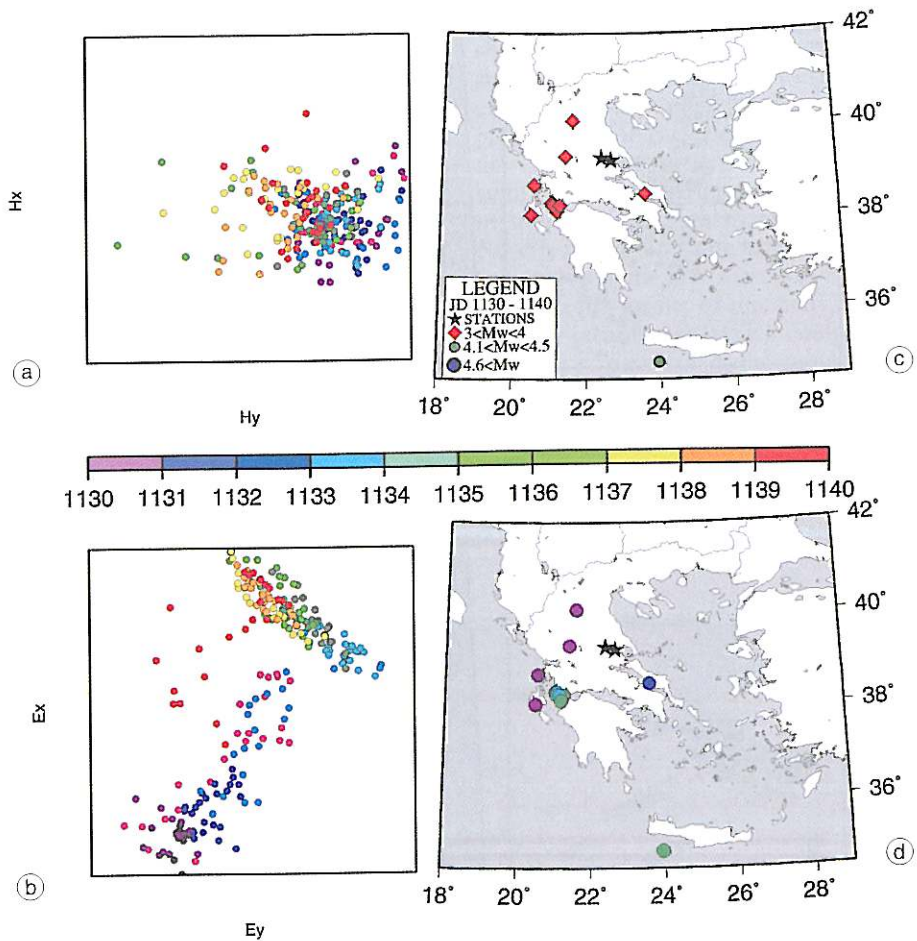 42°
40°
38°
36°
Hx
LEGEND
JD 1130 - 1140
STATIONS
3<Mw<4
4.1<Mw<4.5
4.6<Mw
a
c
18° 20° 22° 24° 26° 28°
Hy
1130 1131 1132 1133 1134 1135 1136 1137 1138 1139 1140
42°
40°
38°
36°
Ex
b
d
18° 20° 22° 24° 26° 28°
Ey